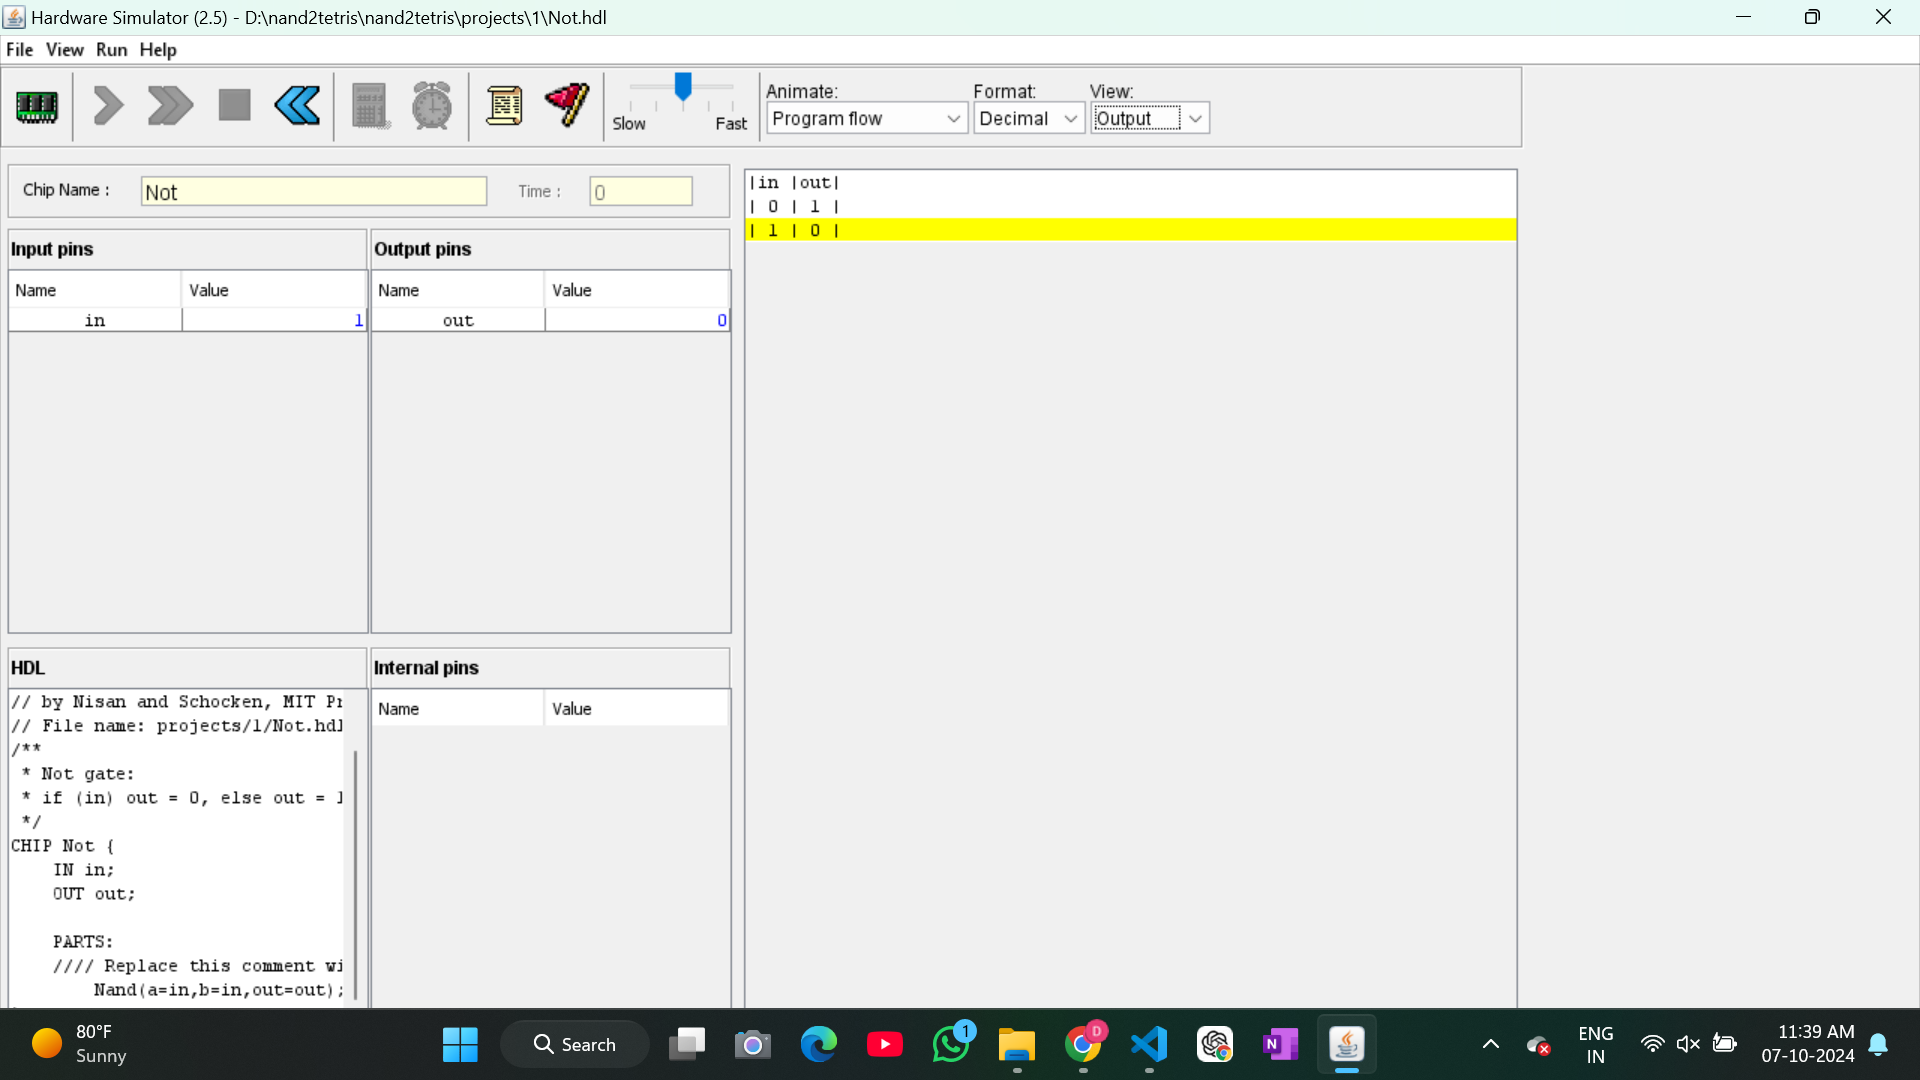 Hardware Simulator (2.5) - D:\nand2tetris\nand2tetris\projects\1\Not.hdl
File View Run Help
Slow Fast
Animate: Format: View:
Program flow Decimal Output
Chip Name : Not Time : 0
Input pins
Name Value
in 1
Output pins
Name Value
out 0
|in |out|
| 0 | 1 |
| 1 | 0 |
HDL
// by Nisan and Schocken, MIT Pr
// File name: projects/1/Not.hdl
/**
* Not gate:
* if (in) out = 0, else out = 1
*/
CHIP Not {
IN in;
OUT out;
PARTS:
//// Replace this comment wi
Nand(a=in,b=in,out=out);
Internal pins
Name Value
80°F
Sunny
Search
1
D
N
ENG
IN
11:39 AM
07-10-2024